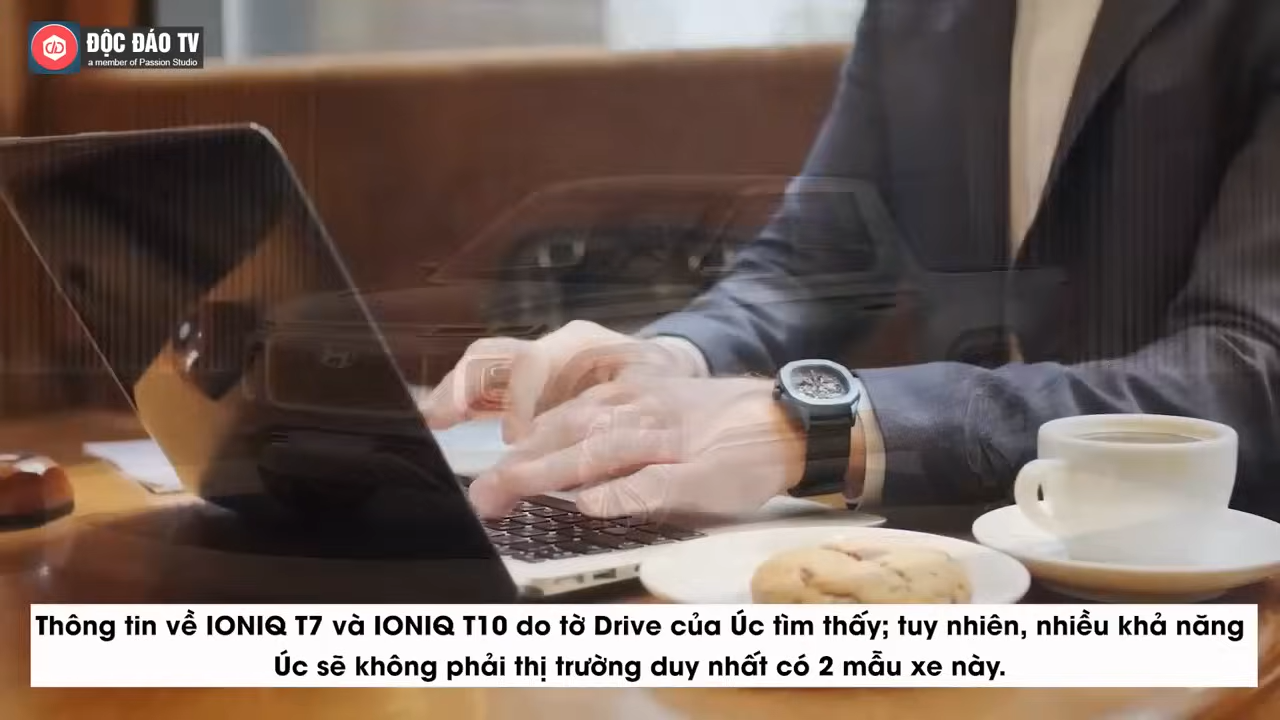 ĐỘC ĐÁO TV
a member of Passion Studio
Thông tin về IONIQ T7 và IONIQ T10 do tờ Drive của Úc tìm thấy; tuy nhiên, nhiều khả năng
Úc sẽ không phải thị trường duy nhất có 2 mẫu xe này.